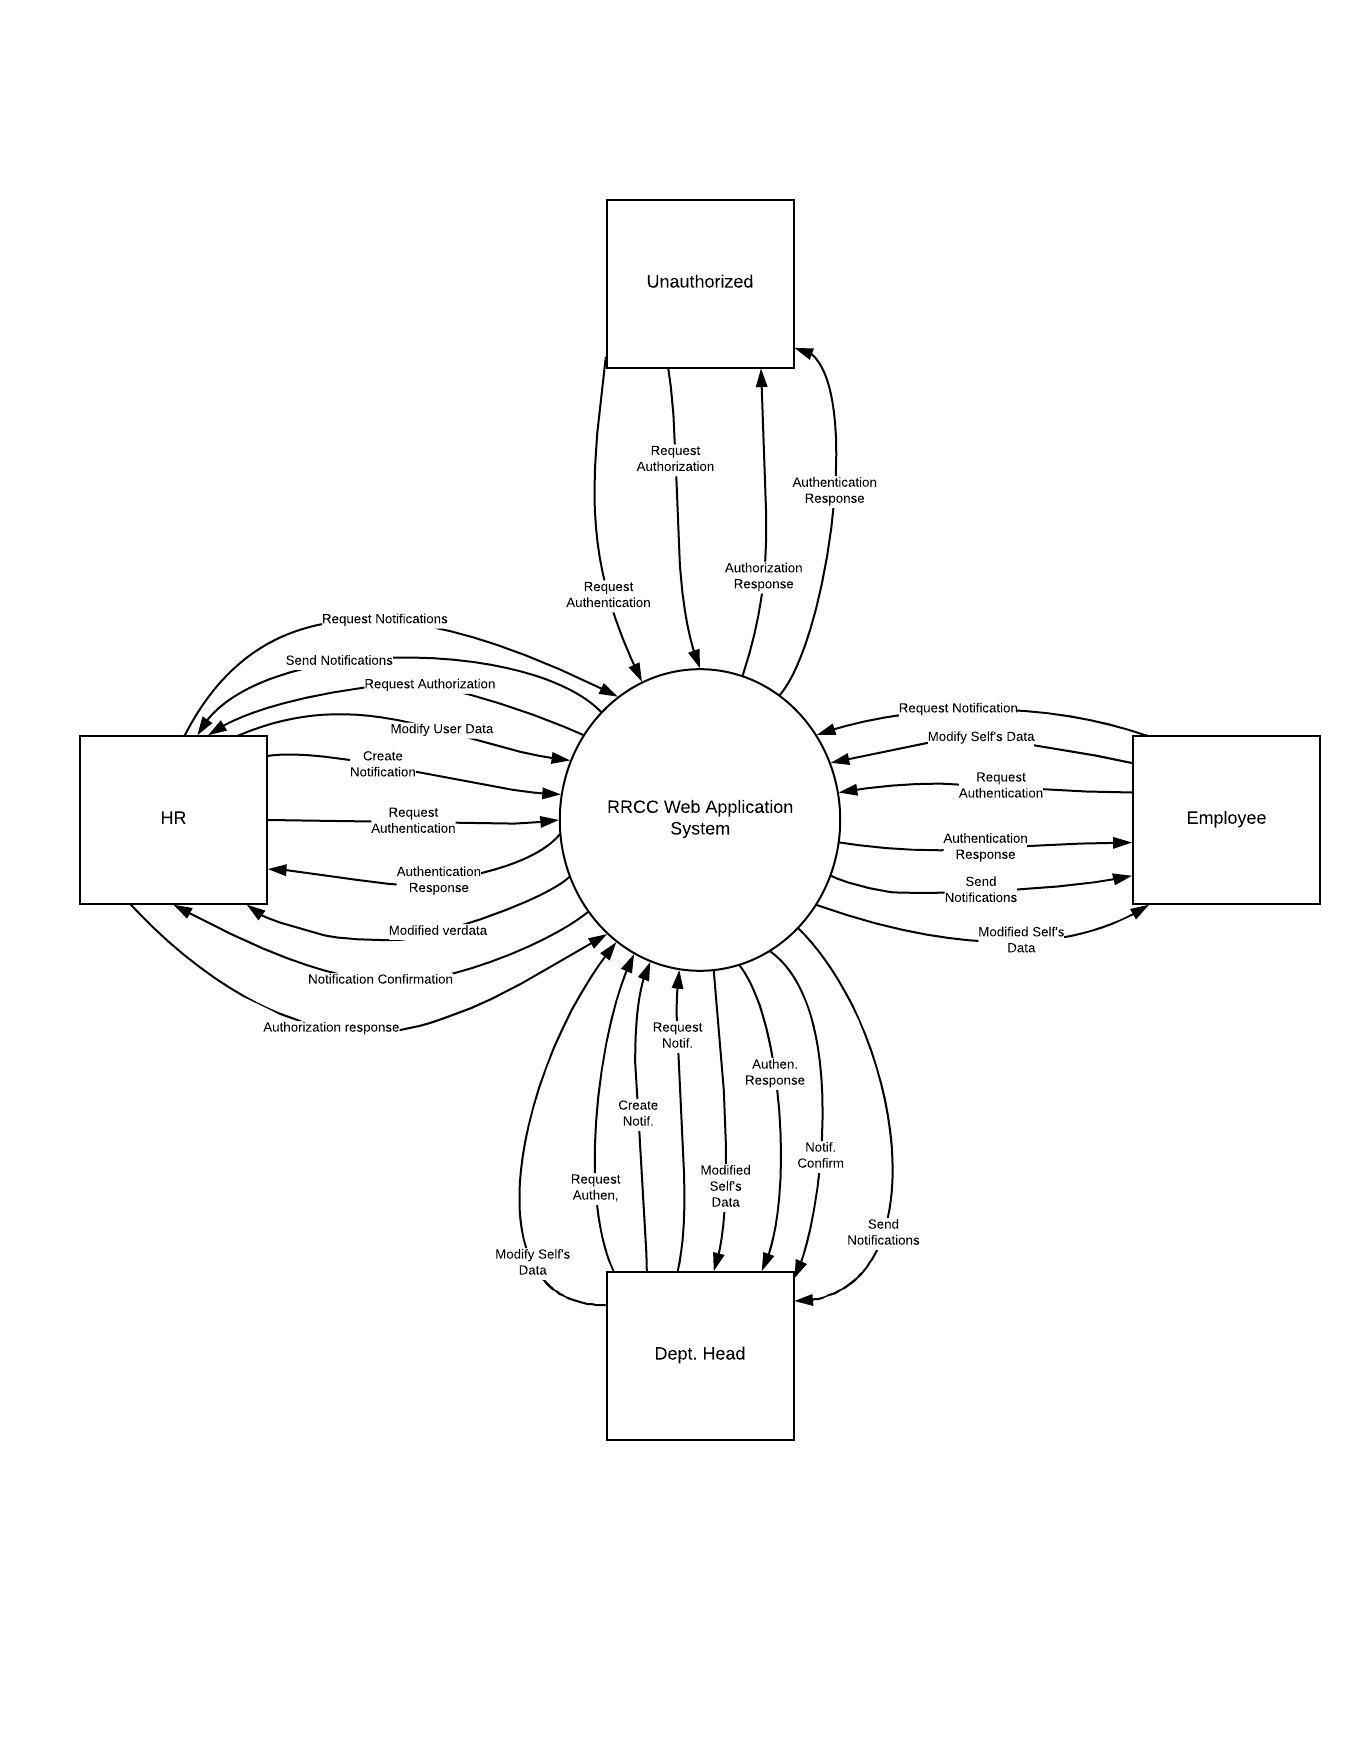 Unauthorized
Request
Authorization
Authentication
Response
Authorization
Response
Request
Authentication
Request Notifications
Send Notifications
Request Authorization
Modify User Data
Create
Notification
HR
Request
Authentication
Authentication
Response
Modified verdata
Notification Confirmation
Authorization response
RRCC Web Application
System
Request Notification
Modify Self's Data
Request
Authentication
Employee
Authentication
Response
Send
Notifications
Modified Self's
Data
Request
Notif.
Authen.
Response
Create
Notif.
Notif.
Confirm
Request
Authen,
Modified
Self's
Data
Send
Notifications
Modify Self's
Data
Dept. Head